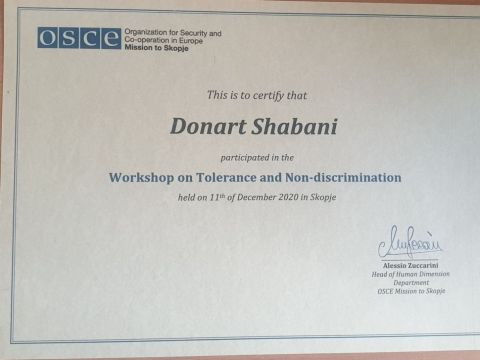 osce
Organization for Security and
Co-operation in Europe
Mission to Skopje
This is to certify that
Donart Shabani
participated in the
Workshop on Tolerance and Non-discrimination
held on 11th of December 2020 in Skopje
Alessio Zuccarini
Head of Human Dimension
Department
OSCE Mission to Skopje